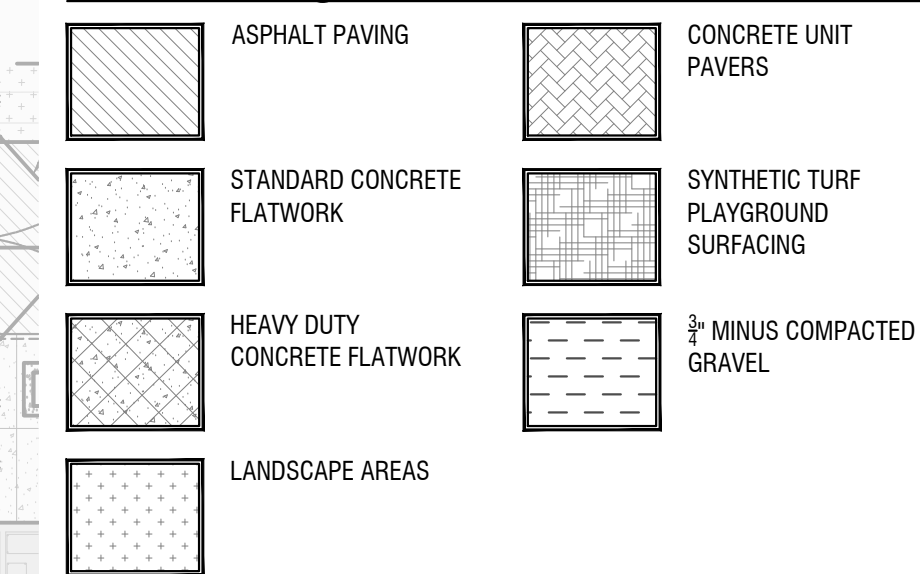 ASPHALT PAVING
STANDARD CONCRETE
FLATWORK
HEAVY DUTY
CONCRETE FLATWORK
LANDSCAPE AREAS
CONCRETE UNIT
PAVERS
SYNTHETIC TURF
PLAYGROUND
SURFACING
3/4" MINUS COMPACTED
GRAVEL